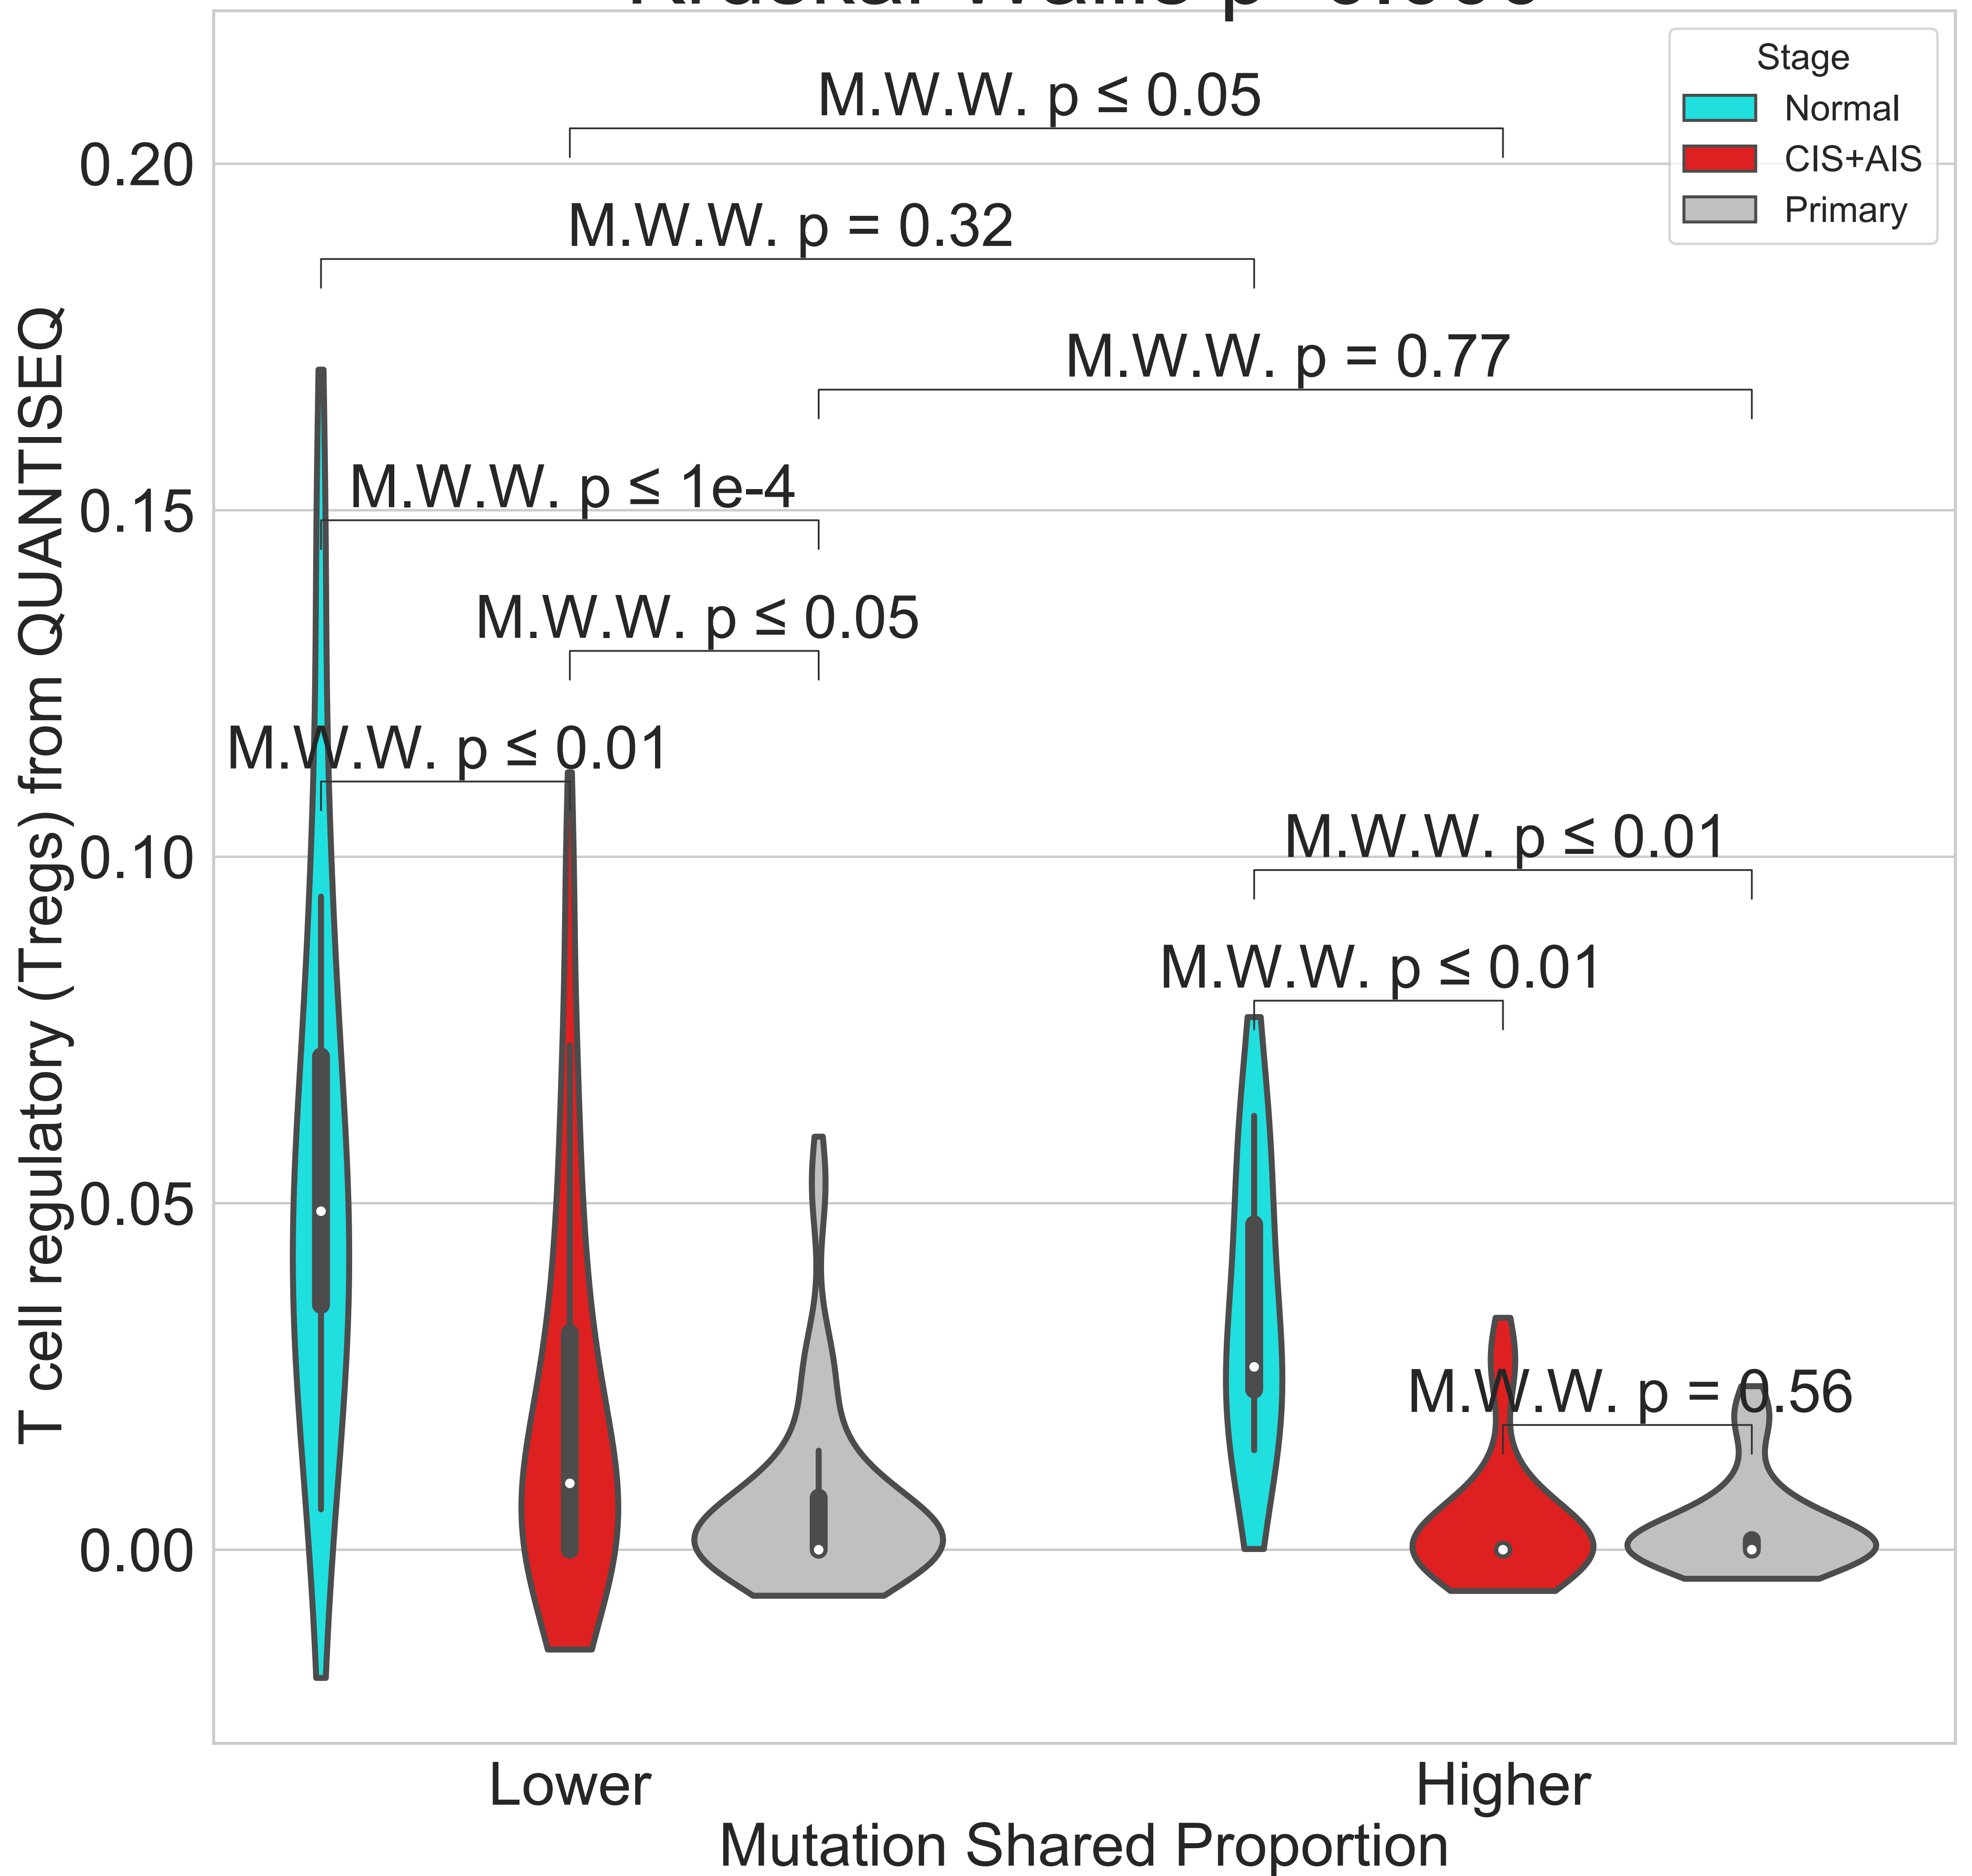 M.W.W. p ≤ 0.05
Stage
Normal
CIS+AIS
Primary
0.20
M.W.W. p = 0.32
M.W.W. p = 0.77
M.W.W. p ≤ 1e-4
0.15
M.W.W. p ≤ 0.05
M.W.W. p ≤ 0.01
0.10
M.W.W. p ≤ 0.01
M.W.W. p ≤ 0.01
0.05
M.W.W. p = 0.56
0.00
T cell regulatory (Tregs) from QUANTISEQ
Lower
Higher
Mutation Shared Proportion